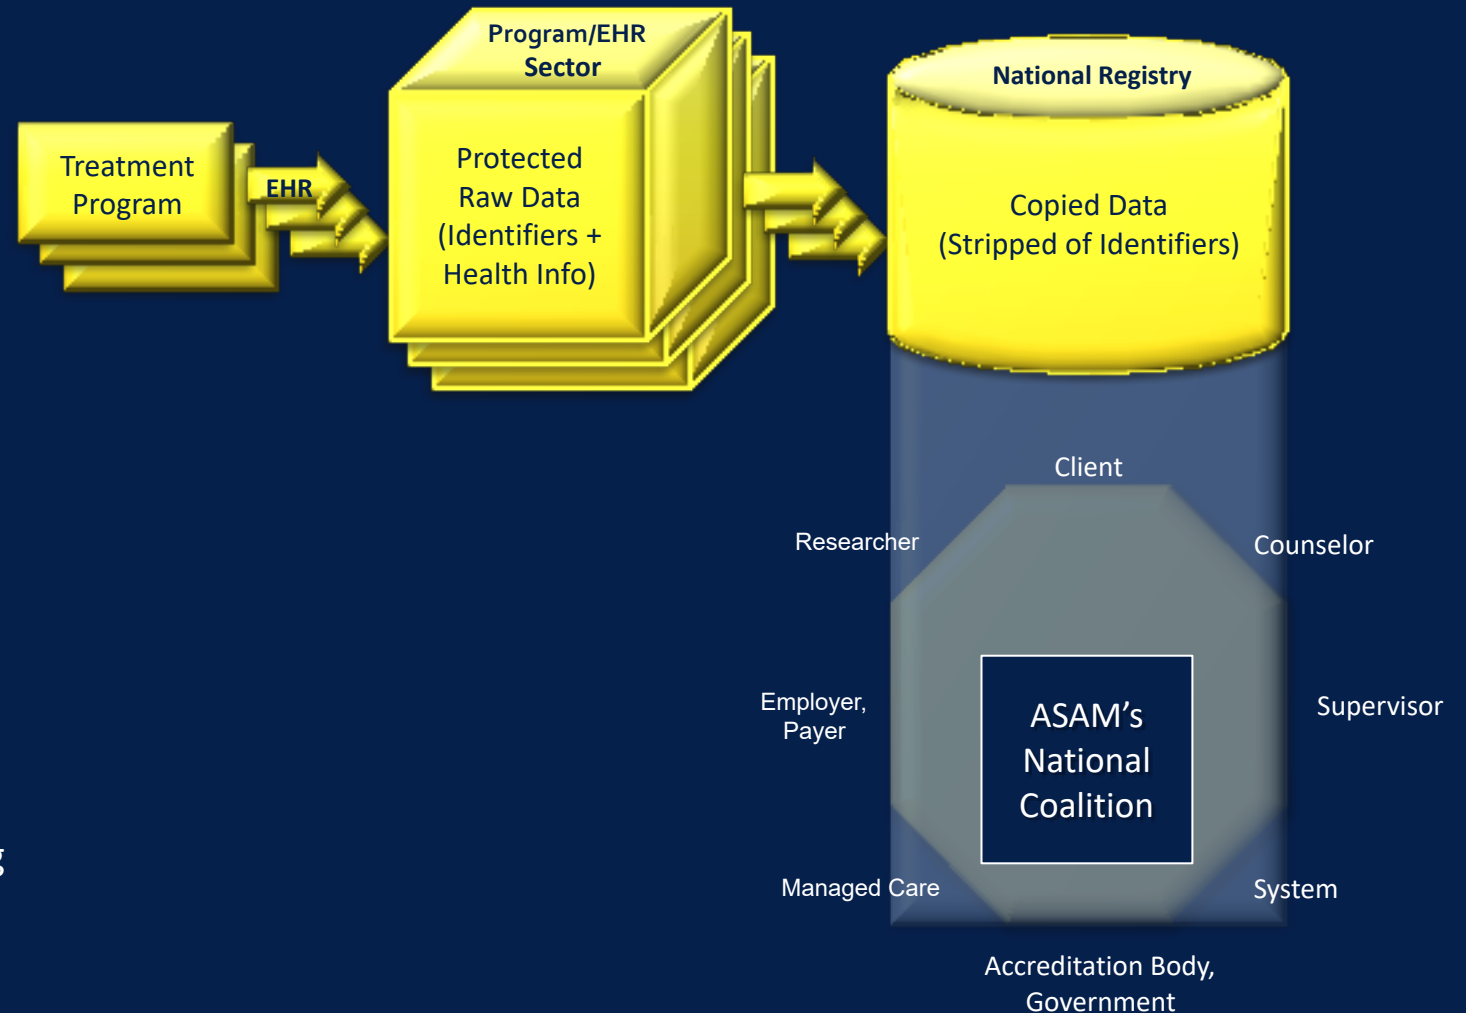 Treatment
Program
EHR
Program/EHR
Sector
Protected
Raw Data
(Identifiers +
Health Info)
National Registry
Copied Data
(Stripped of Identifiers)
Client
Researcher
Counselor
Employer,
Payer
ASAM’s
National
Coalition
Supervisor
Managed Care
System
Accreditation Body,
Government
g